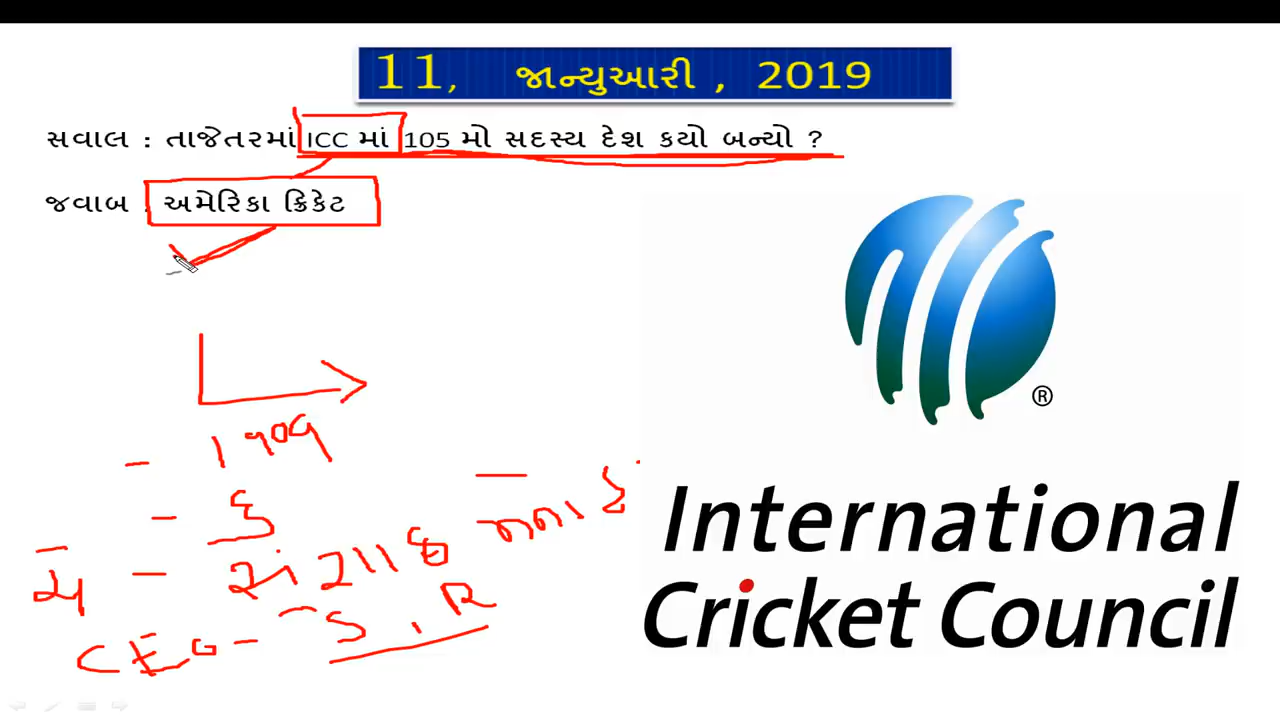 11, જાન્યુઆરી , 2019
સવાલ : તાજેતરમાં ICC માં 105 મો સદસ્ય દેશ કયો બન્યો ?
જવાબ : અમેરિકા ક્રિકેટ
- 1909
CEO - S . R
International
Cricket Council
®